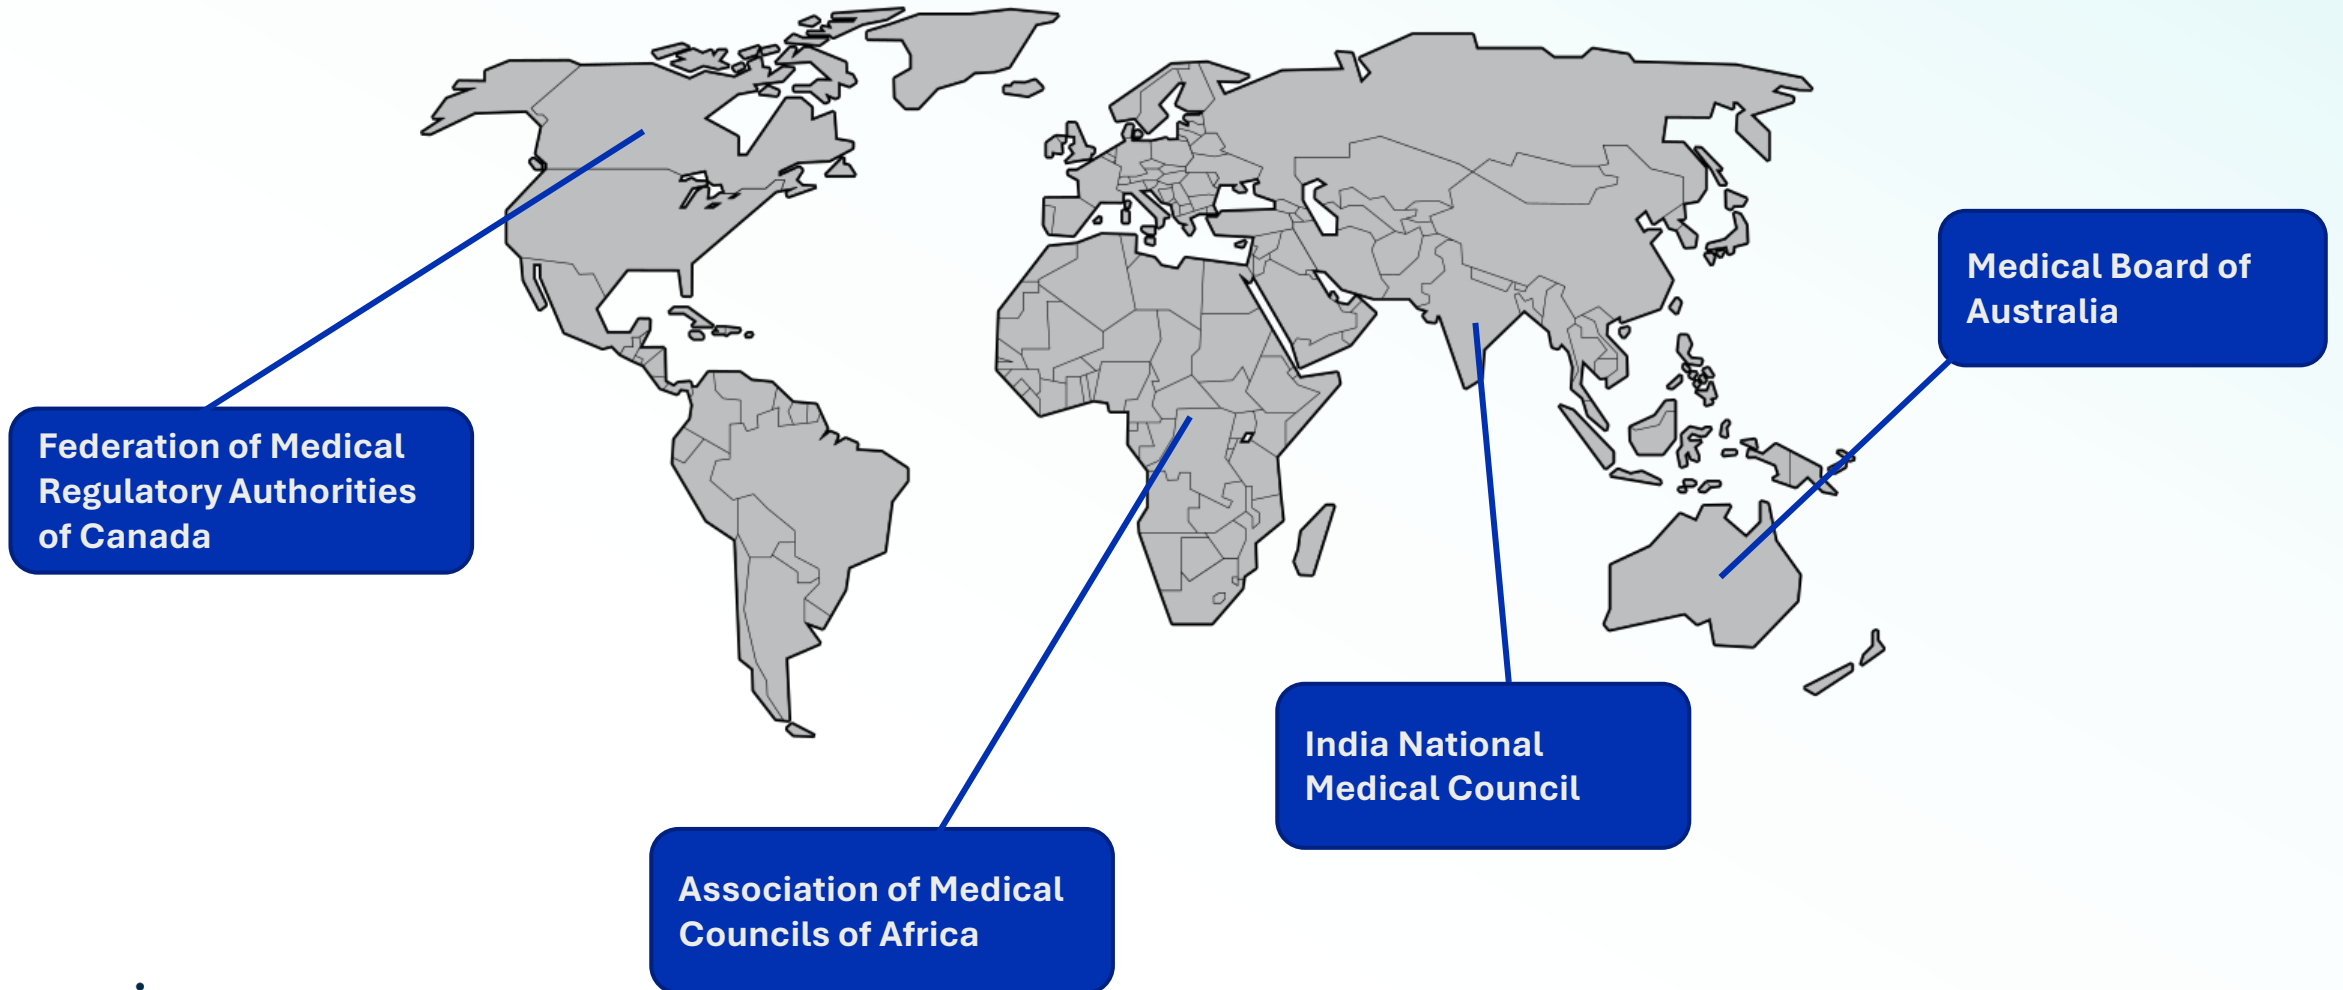 Medical Board of
Australia
Federation of Medical
Regulatory Authorities
of Canada
India National
Medical Council
Association of Medical
Councils of Africa